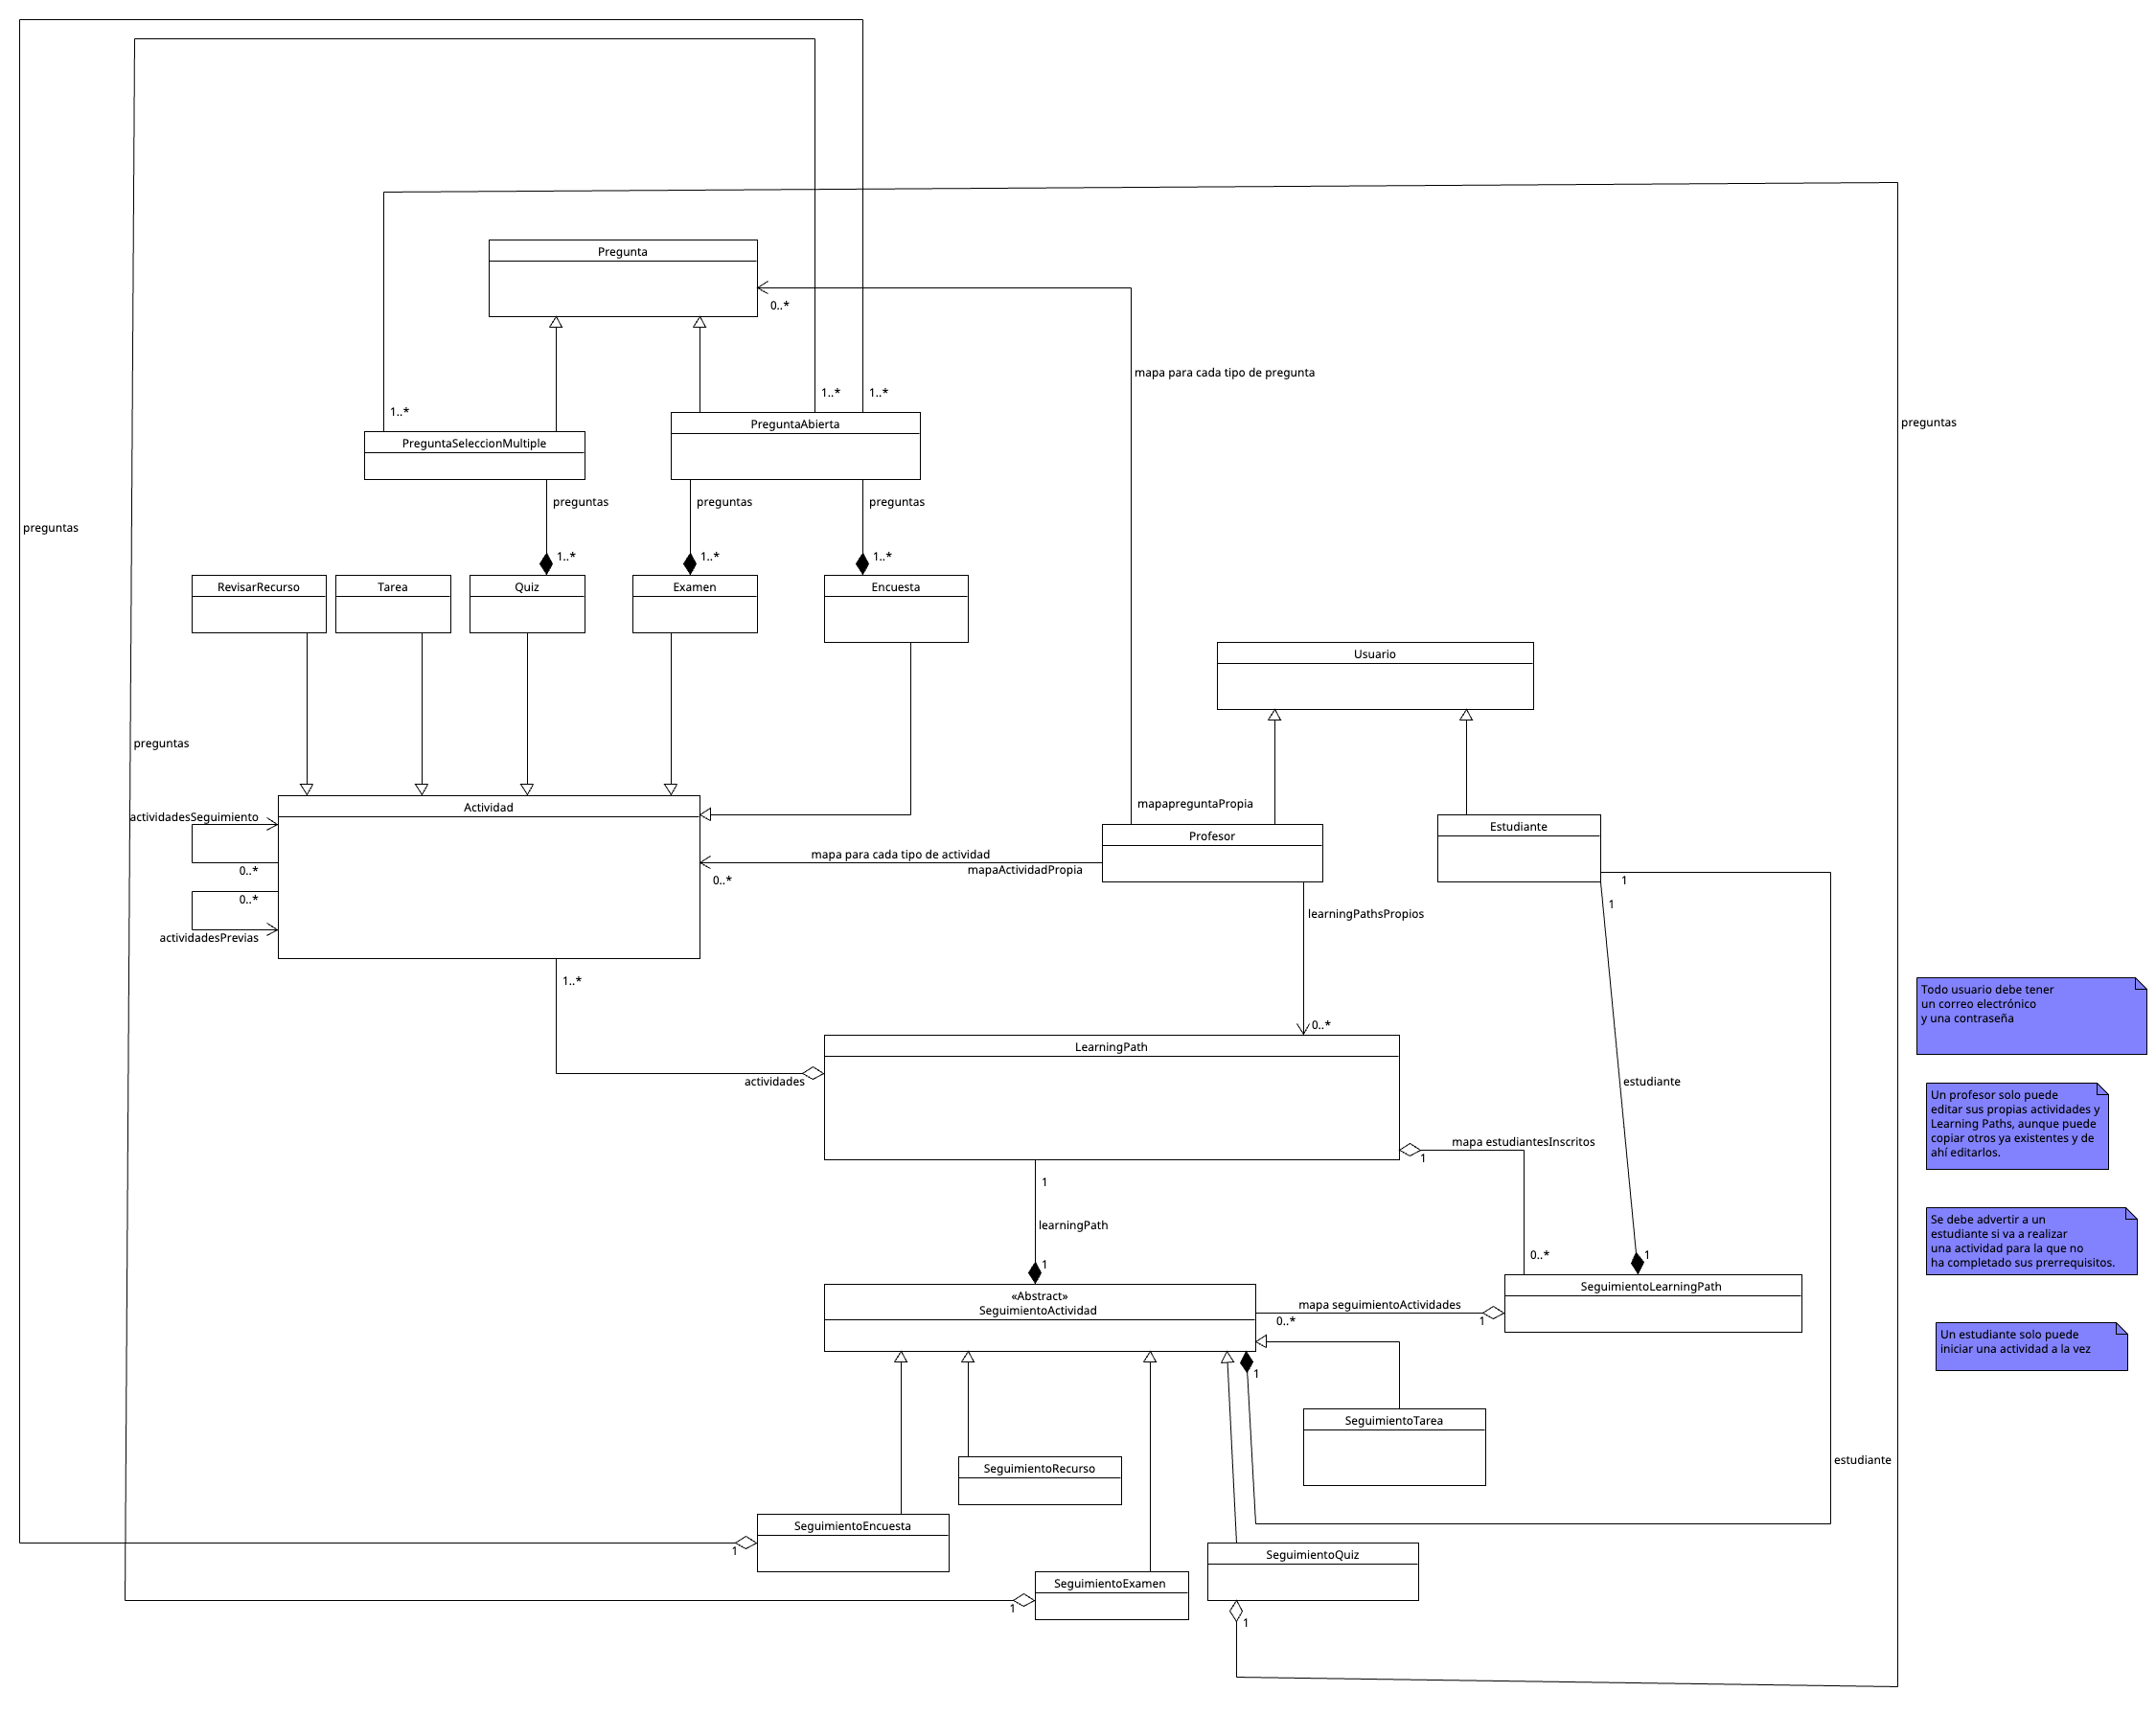 Pregunta
0..*
mapa para cada tipo de pregunta
1..*
1..*
1..*
PreguntaAbierta
preguntas
PreguntaSeleccionMultiple
preguntas
preguntas
preguntas
preguntas
1..*
1..*
1..*
RevisarRecurso
Tarea
Quiz
Examen
Encuesta
Usuario
preguntas
mapapreguntaPropia
Actividad
actividadesSeguimiento
Estudiante
Profesor
mapa para cada tipo de actividad
0..*
mapaActividadPropia
0..*
1
0..*
1
learningPathsPropios
actividadesPrevias
1..*
Todo usuario debe tener
un correo electrónico
y una contraseña
0..*
LearningPath
actividades
estudiante
Un profesor solo puede
editar sus propias actividades y
Learning Paths, aunque puede
copiar otros ya existentes y de
ahí editarlos.
mapa estudiantesInscritos
1
1
learningPath
Se debe advertir a un
estudiante si va a realizar
una actividad para la que no
ha completado sus prerrequisitos.
0..*
1
1
«Abstract»
SeguimientoActividad
SeguimientoLearningPath
mapa seguimientoActividades
0..*
1
Un estudiante solo puede
iniciar una actividad a la vez
1
SeguimientoTarea
estudiante
SeguimientoRecurso
SeguimientoEncuesta
1
SeguimientoQuiz
SeguimientoExamen
1
1